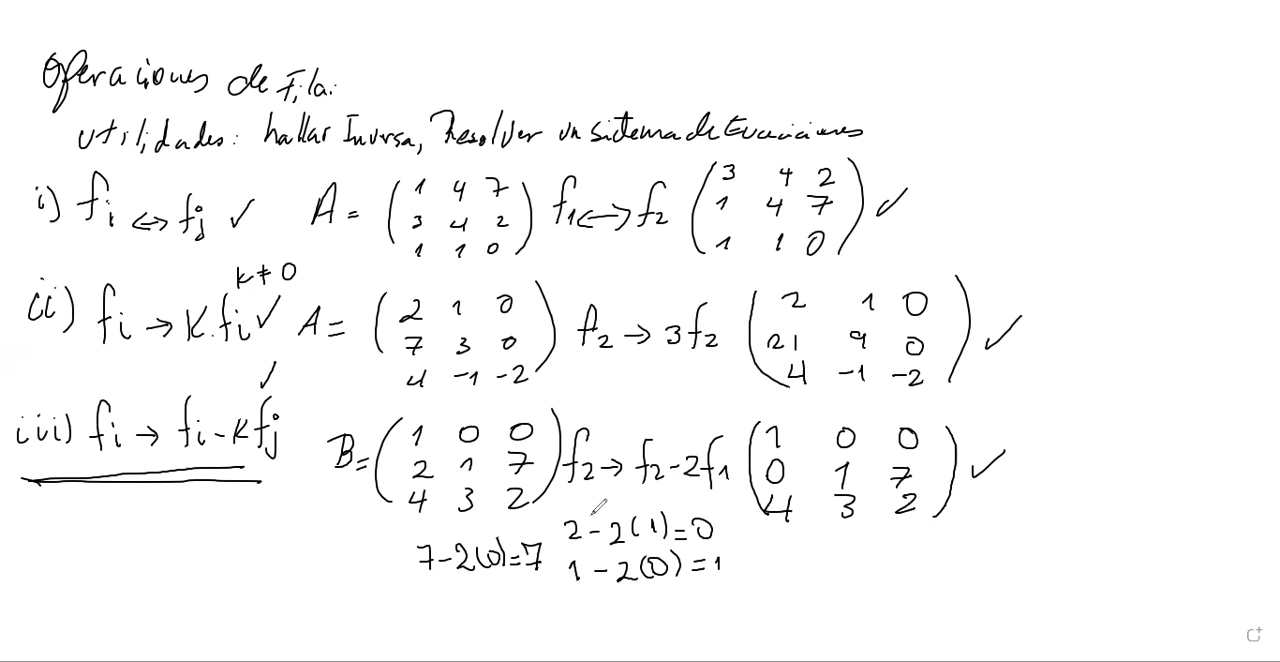 Operaciones de Fila:
Utilidades: hallar Inversa, Resolver un sistema de Ecuaciones
i) fi ↔ fj ✓ A = (1 4 7; 3 4 2; 1 1 0) f1 ↔ f2 (3 4 2; 1 4 7; 1 1 0) ✓
k ≠ 0
ii) fi → K.fi ✓ A = (2 1 0; 7 3 0; 4 -1 -2) f2 → 3f2 (2 1 0; 21 9 0; 4 -1 -2) ✓
iii) fi → fi - Kfj ✓ B = (1 0 0; 2 1 7; 4 3 2) f2 → f2 - 2f1 (1 0 0; 0 1 7; 4 3 2) ✓
2 - 2(1) = 0
7 - 2(0) = 7 1 - 2(0) = 1